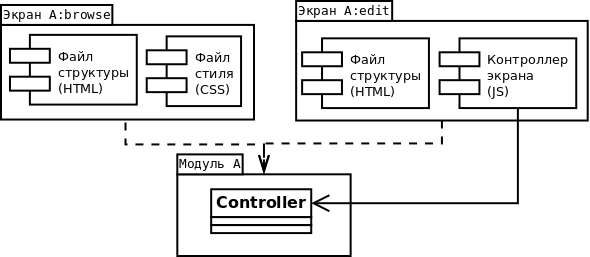 Экран A:browse
Экран A:edit
Файл
структуры
(HTML)
Файл
стиля
(CSS)
Файл
структуры
(HTML)
Контроллер
экрана
(JS)
Модуль A
Controller